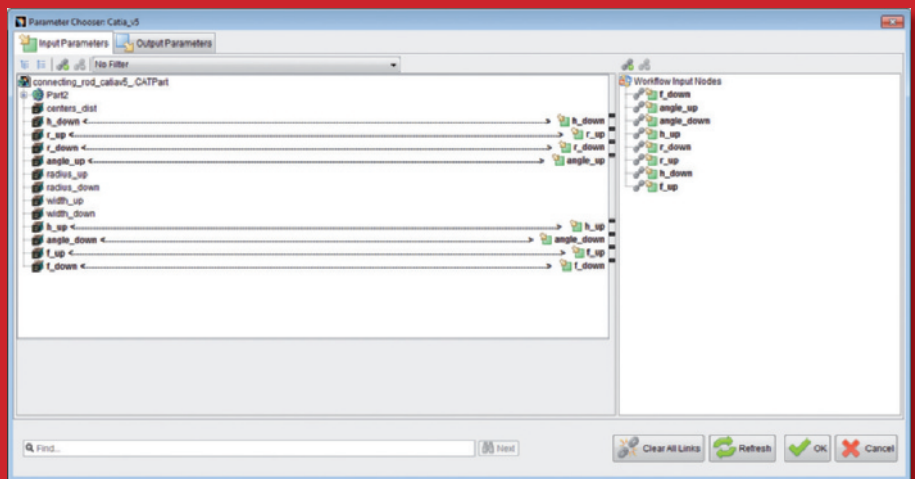 Parameter Chooser: Catia_v5
Input Parameters Output Parameters
No Filter
connecting_rod_catiav5_.CATPart
Part2
centers_dist
h_down h_down
r_up r_up
r_down r_down
angle_up angle_up
radius_up
radius_down
width_up
width_down
h_up h_up
angle_down angle_down
f_up f_up
f_down f_down
Workflow Input Nodes
f_down
angle_up
angle_down
h_up
r_down
r_up
h_down
f_up
Find... Next Clear All Links Refresh OK Cancel